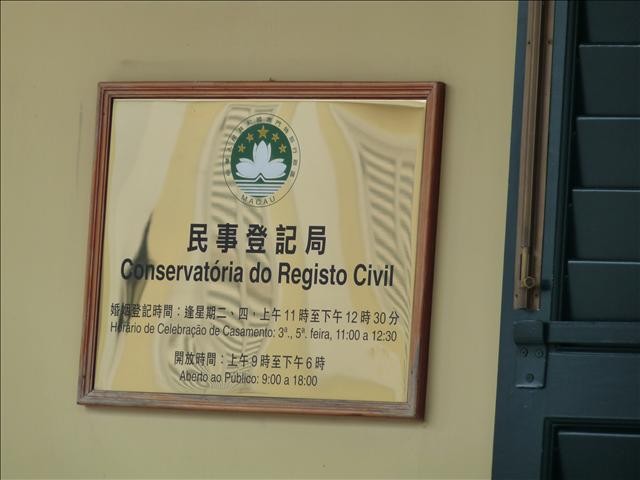 MACAU
民事登記局
Conservatória do Registo Civil
婚姻登記時間：逢星期二、四，上午11時至下午12時30分
Horário de Celebração de Casamento: 3ª., 5ª. feira, 11:00 a 12:30
開放時間：上午9時至下午6時
Aberto ao Público: 9:00 a 18:00